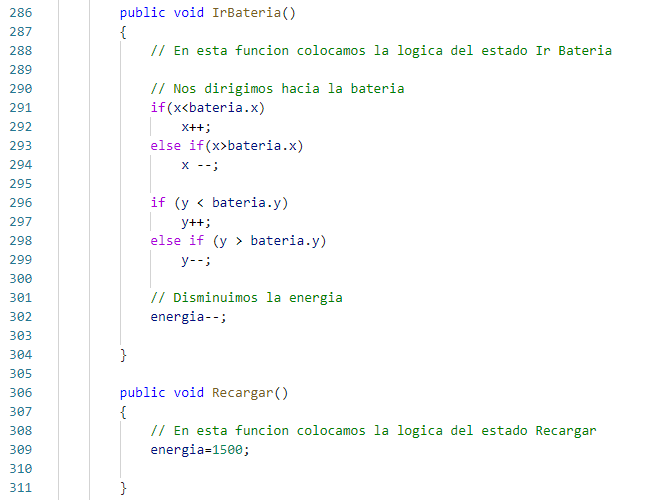 286 public void IrBateria()
287 {
288 // En esta funcion colocamos la logica del estado Ir Bateria
289
290 // Nos dirigimos hacia la bateria
291 if(x<bateria.x)
292 x++;
293 else if(x>bateria.x)
294 x --;
295
296 if (y < bateria.y)
297 y++;
298 else if (y > bateria.y)
299 y--;
300
301 // Disminuimos la energia
302 energia--;
303
304 }
305
306 public void Recargar()
307 {
308 // En esta funcion colocamos la logica del estado Recargar
309 energia=1500;
310
311 }